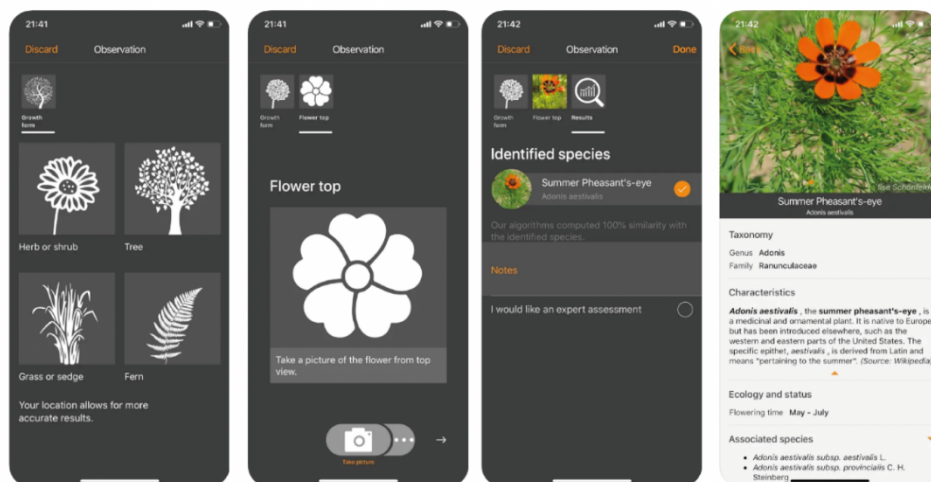 21:41
Discard
Observation
Growth
form
Herb or shrub
Tree
Grass or sedge
Fern
Your location allows for more
accurate results.
21:41
Discard
Observation
Growth
form
Flower top
Flower top
Take a picture of the flower from top
view.
Take picture
21:42
Discard
Observation
Done
Growth
form
Flower top
Results
Identified species
Summer Pheasant's-eye
Adonis aestivalis
Our algorithms computed 100% similarity with
the identified species.
Notes
I would like an expert assessment
21:42
Ilse Schönfelder
Summer Pheasant's-eye
Adonis aestivalis
Taxonomy
Genus Adonis
Family Ranunculaceae
Characteristics
Adonis aestivalis , the summer pheasant's-eye , is
a medicinal and ornamental plant. It is native to Europe
but has been introduced elsewhere, such as the
western and eastern parts of the United States. The
specific epithet, aestivalis , is derived from Latin and
means "pertaining to the summer". (Source: Wikipedia)
Ecology and status
Flowering time May - July
Associated species
• Adonis aestivalis subsp. aestivalis L.
• Adonis aestivalis subsp. provincialis C. H.
Steinberg